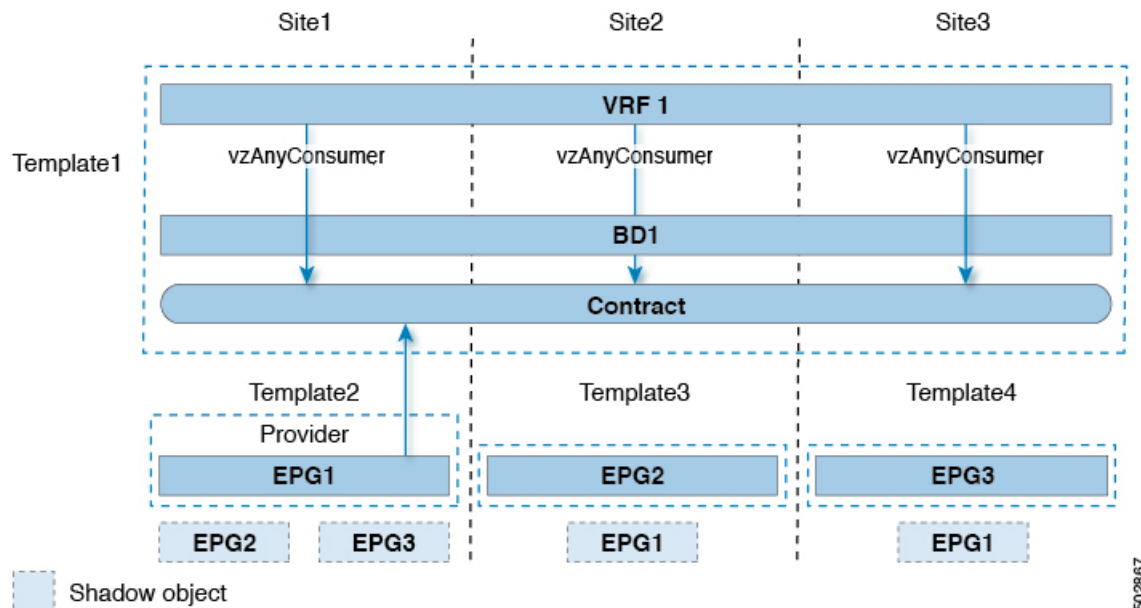 Site1
Site2
Site3
VRF 1
Template1
vzAnyConsumer
vzAnyConsumer
vzAnyConsumer
BD1
Contract
Template2
Template3
Template4
Provider
EPG1
EPG2
EPG3
EPG2
EPG3
EPG1
EPG1
Shadow object